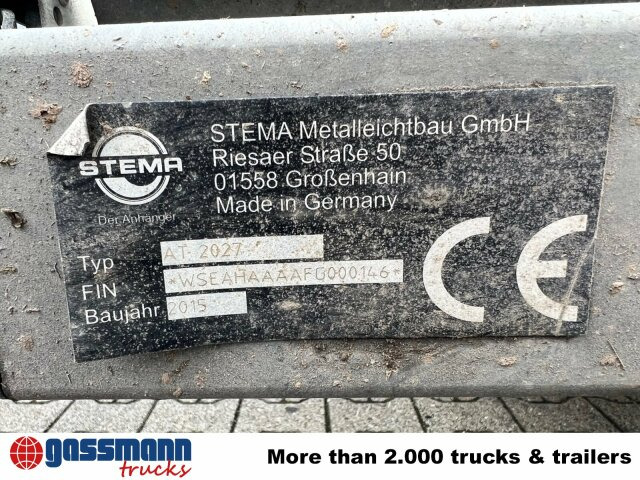 STEMA Metalleichtbau GmbH
Riesaer Straße 50
01558 Großenhain
Made in Germany
STEMA
Der Anhänger
Typ AT 2027
FIN *WSEAHAAAAFG000146*
Baujahr 2015
CE
gassmann
trucks
More than 2.000 trucks & trailers